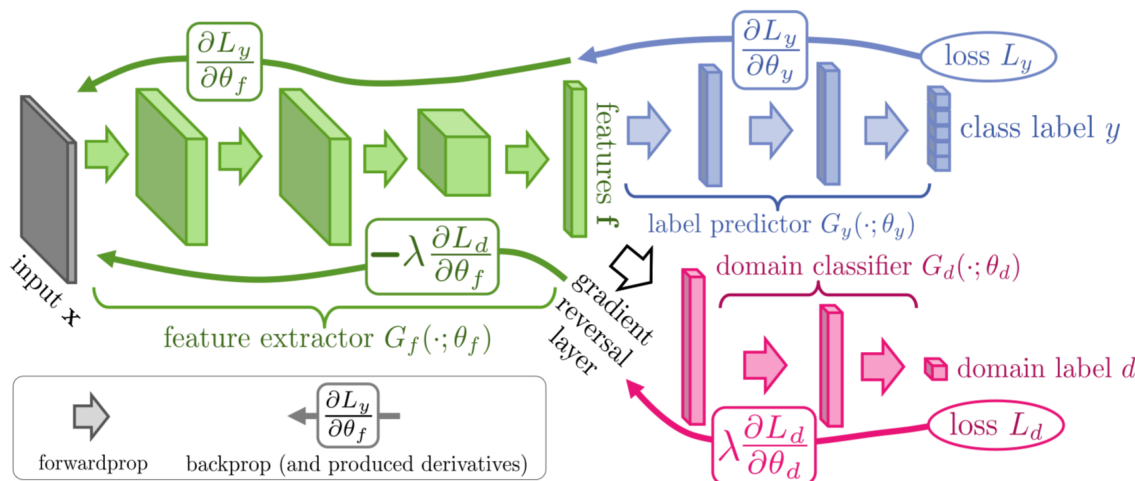 ∂L_y/∂θ_f
∂L_y/∂θ_y
loss L_y
features f
class label y
label predictor G_y(·; θ_y)
−λ ∂L_d/∂θ_f
input x
feature extractor G_f(·; θ_f)
gradient
reversal
layer
domain classifier G_d(·; θ_d)
domain label d
loss L_d
λ ∂L_d/∂θ_d
∂L_y/∂θ_f
forwardprop
backprop (and produced derivatives)